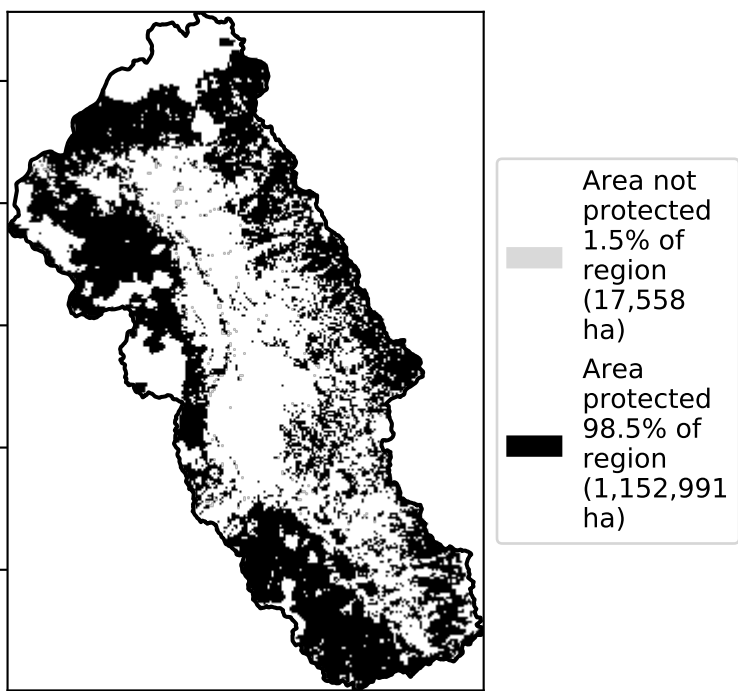 Area not
protected
1.5% of
region
(17,558
ha)
Area
protected
98.5% of
region
(1,152,991
ha)